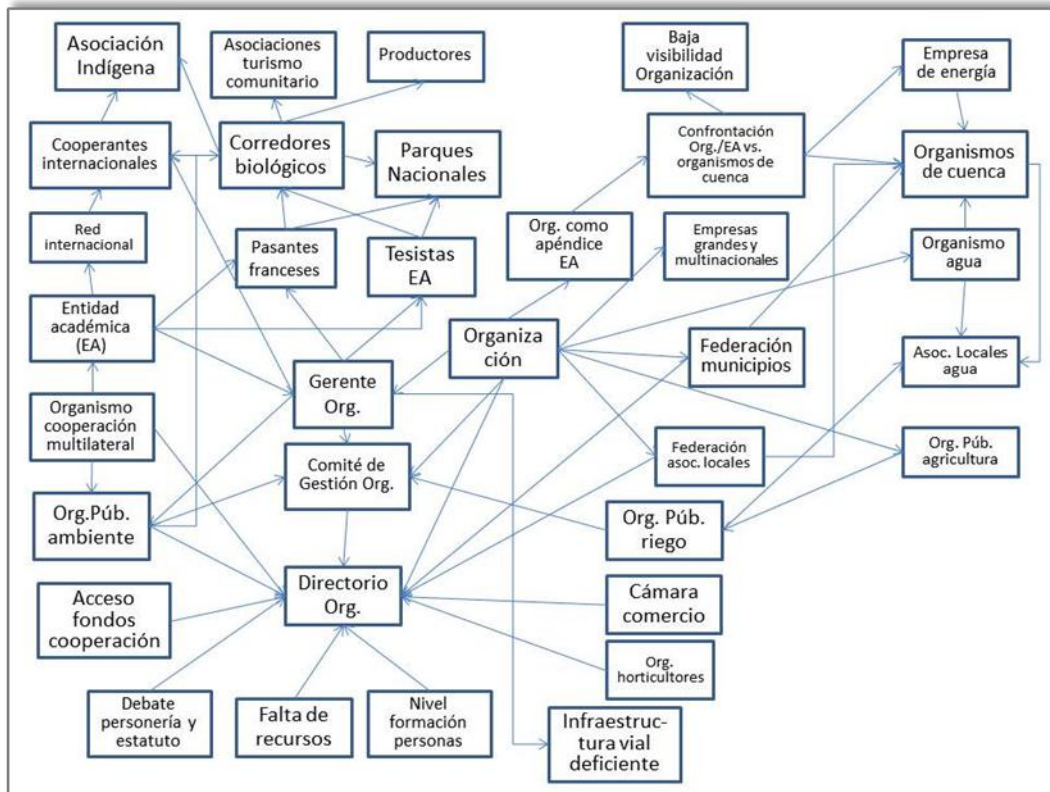 Asociación
Indígena
Asociaciones
turismo
comunitario
Productores
Baja
visibilidad
Organización
Empresa
de energía
Cooperantes
internacionales
Corredores
biológicos
Parques
Nacionales
Confrontación
Org./EA vs.
organismos de
cuenca
Organismos
de cuenca
Red
internacional
Pasantes
franceses
Tesistas
EA
Org. como
apéndice
EA
Empresas
grandes y
multinacionales
Organismo
agua
Entidad
académica
(EA)
Organiza
ción
Federación
municipios
Asoc. Locales
agua
Gerente
Org.
Organismo
cooperación
multilateral
Comité de
Gestión Org.
Federación
asoc. locales
Org. Púb.
agricultura
Org.Púb.
ambiente
Org. Púb.
riego
Directorio
Org.
Acceso
fondos
cooperación
Cámara
comercio
Org.
horticultores
Debate
personería y
estatuto
Falta de
recursos
Nivel
formación
personas
Infraestruc-
tura vial
deficiente